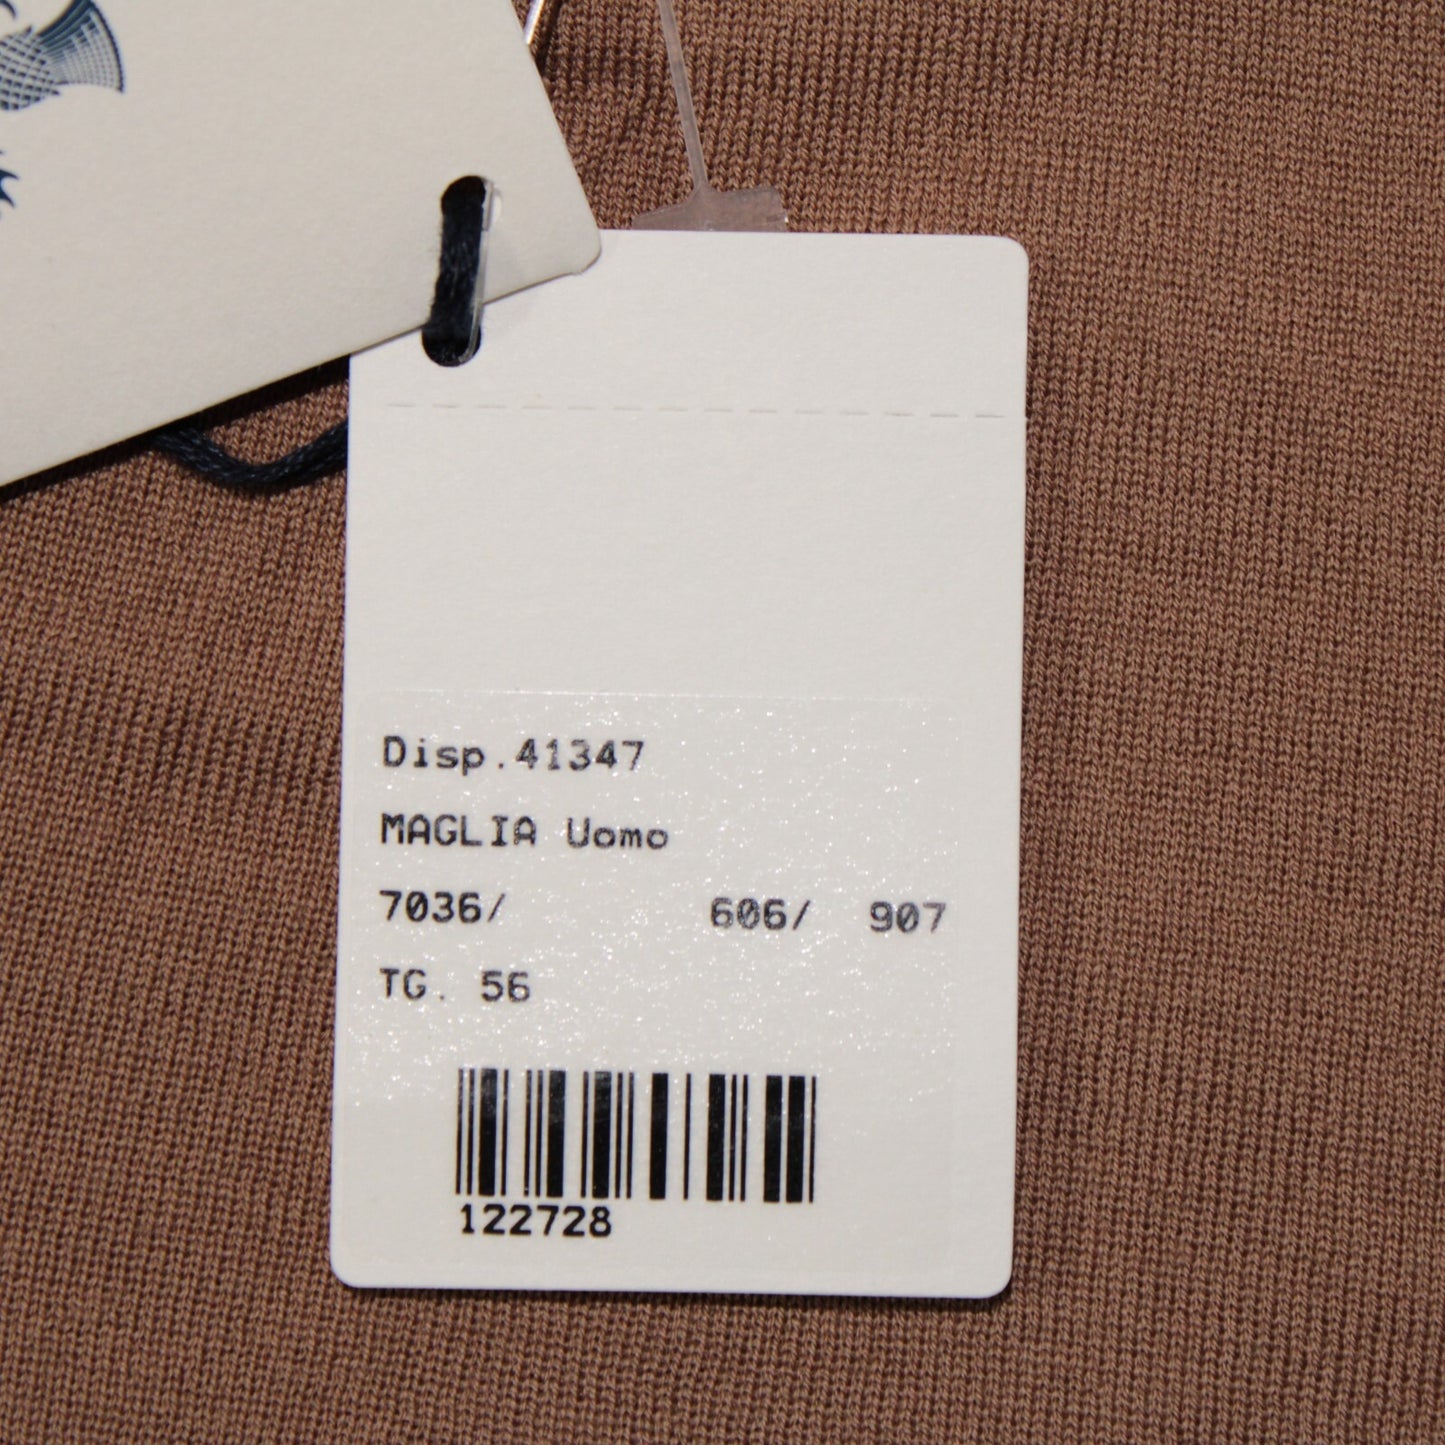 Disp.41347
MAGLIA Uomo
7036/ 606/ 907
TG. 56
122728